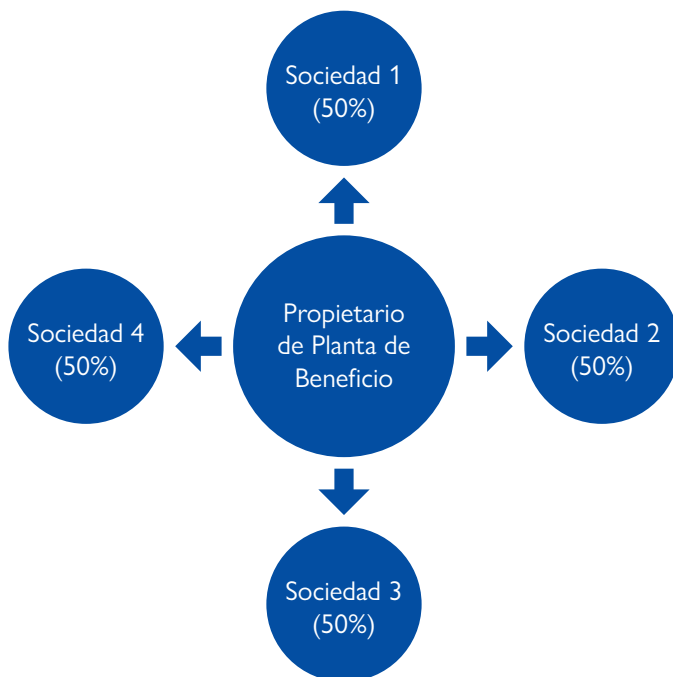 Sociedad 1
(50%)
Propietario
de Planta de
Beneficio
Sociedad 4
(50%)
Sociedad 2
(50%)
Sociedad 3
(50%)